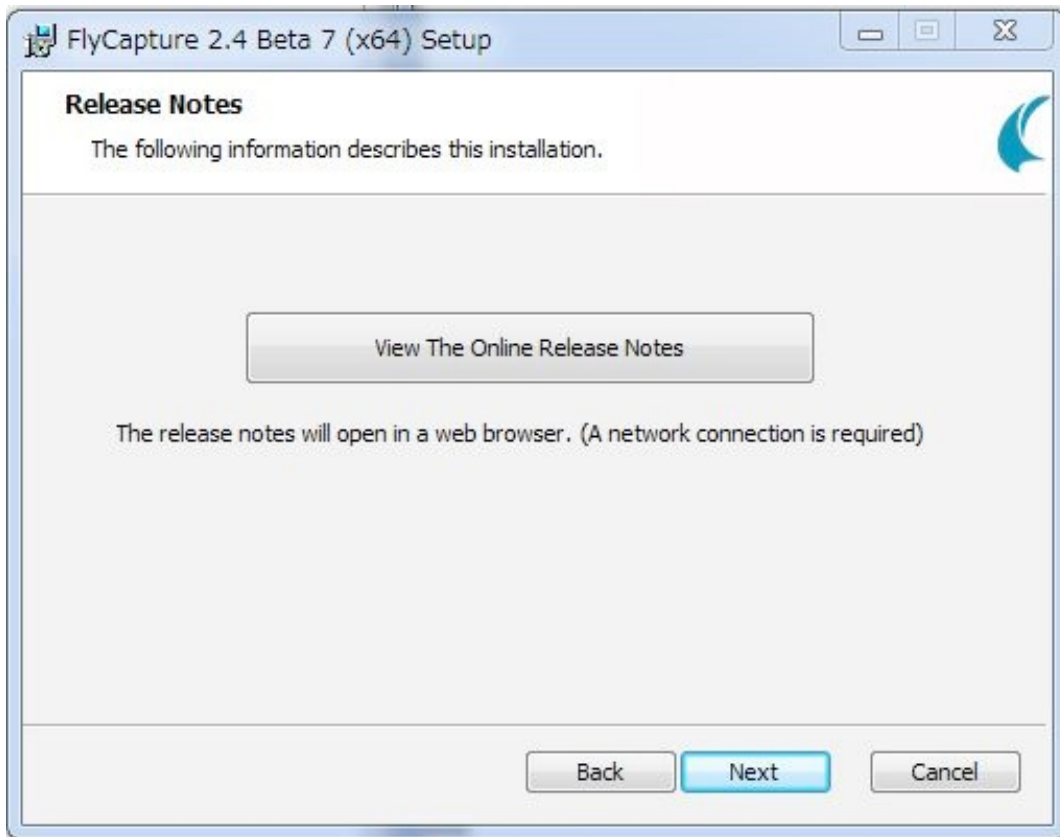 FlyCapture 2.4 Beta 7 (x64) Setup
Release Notes
The following information describes this installation.
View The Online Release Notes
The release notes will open in a web browser. (A network connection is required)
Back Next Cancel